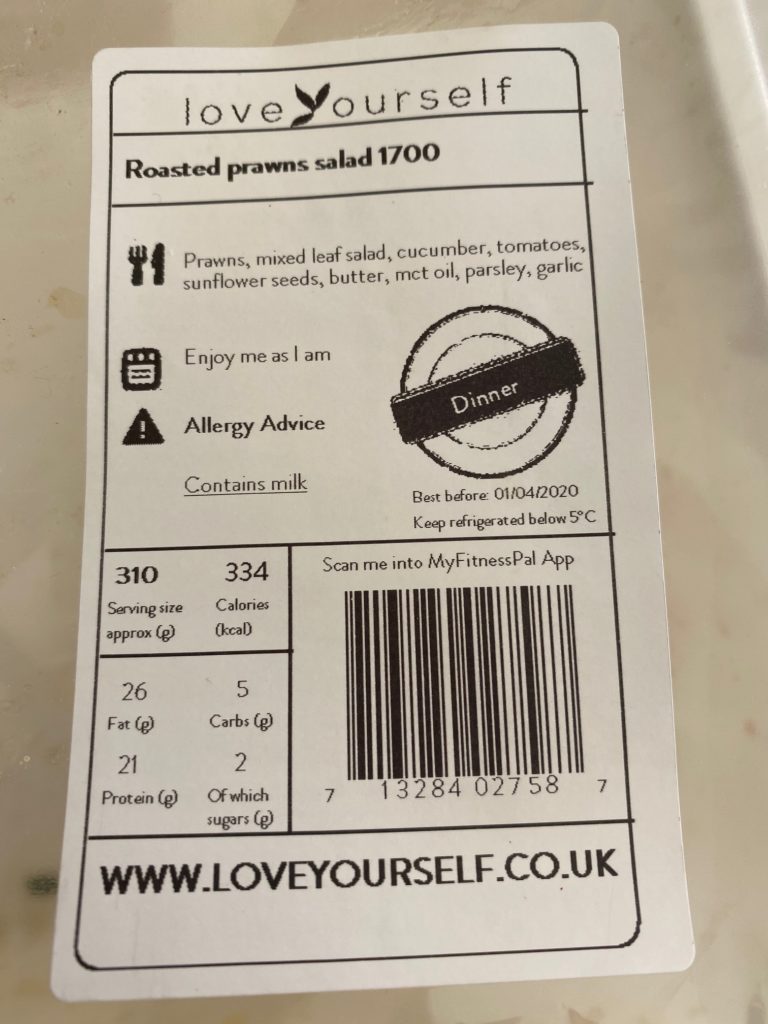 loveyourself
Roasted prawns salad 1700
Prawns, mixed leaf salad, cucumber, tomatoes,
sunflower seeds, butter, mct oil, parsley, garlic
Enjoy me as I am
Allergy Advice
Contains milk
Dinner
Best before: 01/04/2020
Keep refrigerated below 5°C
310 334
Serving size Calories
approx (g) (kcal)
26 5
Fat (g) Carbs (g)
21 2
Protein (g) Of which
sugars (g)
Scan me into MyFitnessPal App
7 13284 02758 7
WWW.LOVEYOURSELF.CO.UK